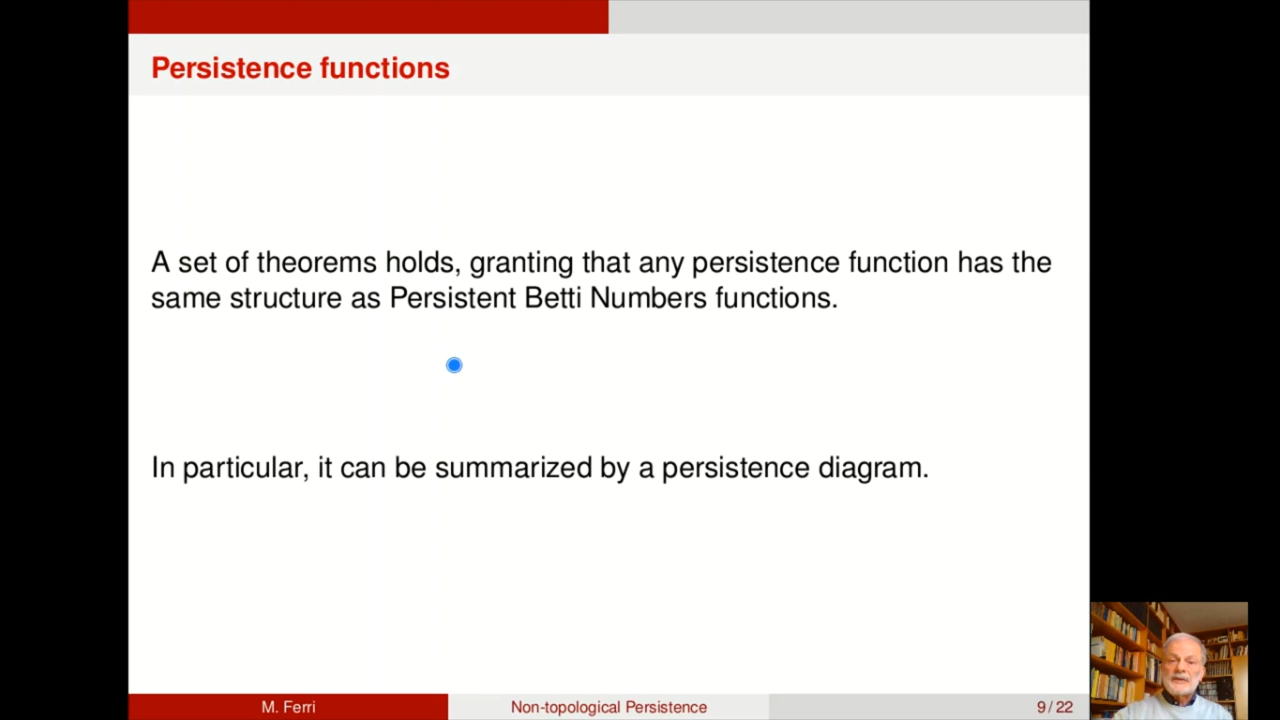 Persistence functions
A set of theorems holds, granting that any persistence function has the
same structure as Persistent Betti Numbers functions.
In particular, it can be summarized by a persistence diagram.
M. Ferri
Non-topological Persistence
9 / 22